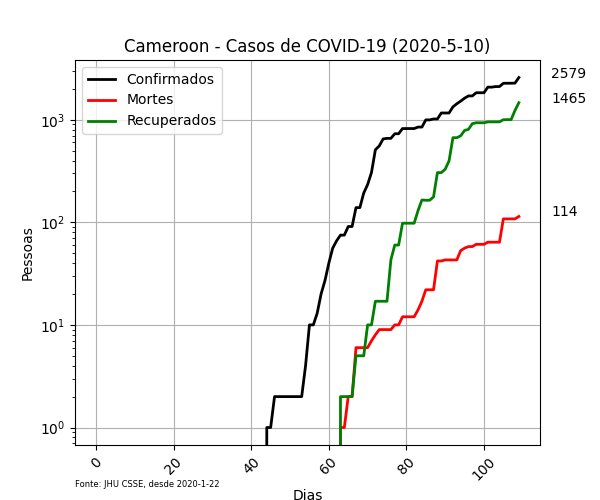 Cameroon - Casos de COVID-19 (2020-5-10)
Confirmados
Mortes
Recuperados
2579
1465
114
10³
10²
10¹
10⁰
Pessoas
0 20 40 60 80 100
Dias
Fonte: JHU CSSE, desde 2020-1-22